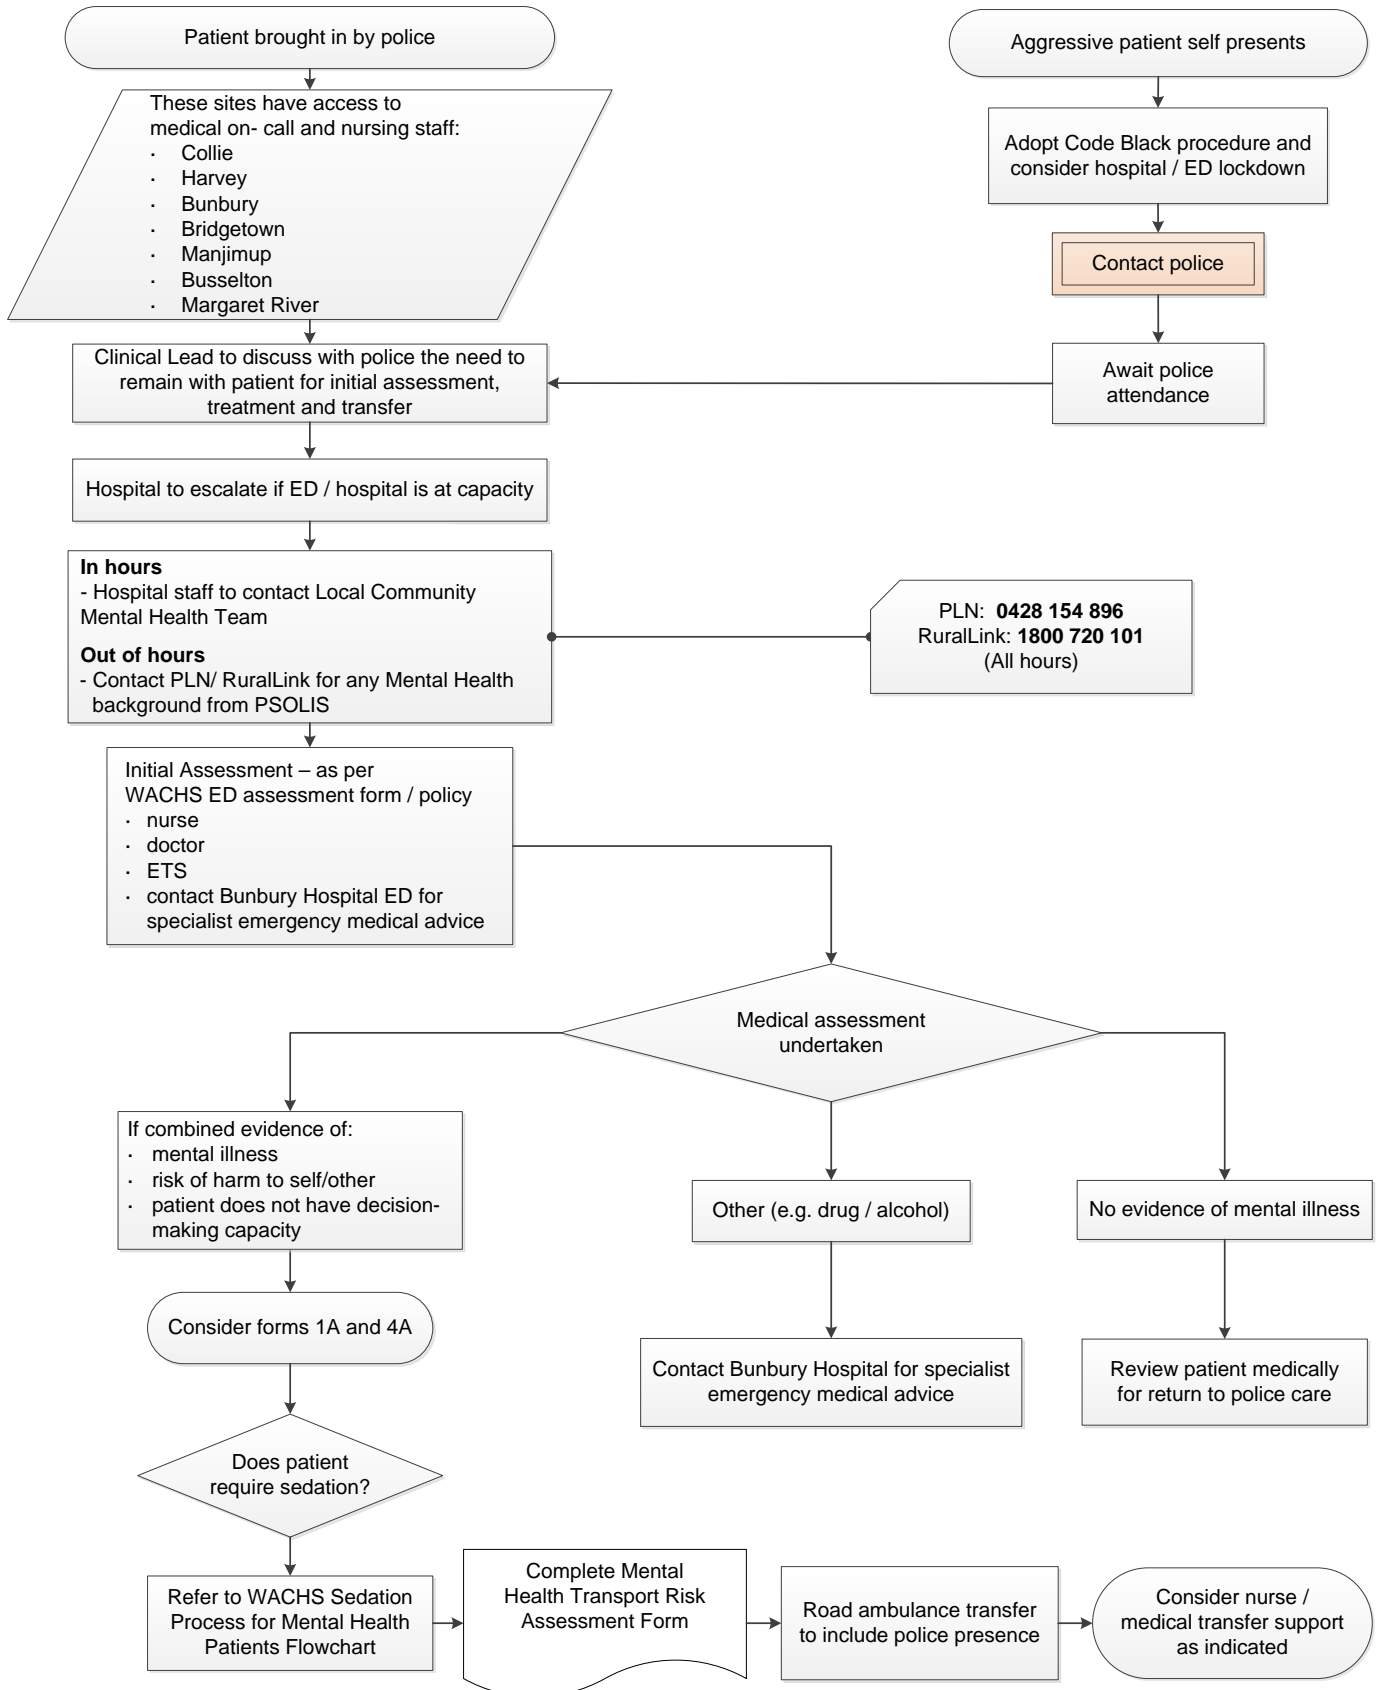 Patient brought in by police
Aggressive patient self presents
These sites have access to
medical on- call and nursing staff:
· Collie
· Harvey
· Bunbury
· Bridgetown
· Manjimup
· Busselton
· Margaret River
Adopt Code Black procedure and
consider hospital / ED lockdown
Contact police
Await police
attendance
Clinical Lead to discuss with police the need to
remain with patient for initial assessment,
treatment and transfer
Hospital to escalate if ED / hospital is at capacity
In hours
- Hospital staff to contact Local Community
Mental Health Team
Out of hours
- Contact PLN/ RuralLink for any Mental Health
background from PSOLIS
PLN: 0428 154 896
RuralLink: 1800 720 101
(All hours)
Initial Assessment – as per
WACHS ED assessment form / policy
· nurse
· doctor
· ETS
· contact Bunbury Hospital ED for
specialist emergency medical advice
Medical assessment
undertaken
If combined evidence of:
· mental illness
· risk of harm to self/other
· patient does not have decision-
making capacity
Other (e.g. drug / alcohol)
No evidence of mental illness
Consider forms 1A and 4A
Contact Bunbury Hospital for specialist
emergency medical advice
Review patient medically
for return to police care
Does patient
require sedation?
Refer to WACHS Sedation
Process for Mental Health
Patients Flowchart
Complete Mental
Health Transport Risk
Assessment Form
Road ambulance transfer
to include police presence
Consider nurse /
medical transfer support
as indicated